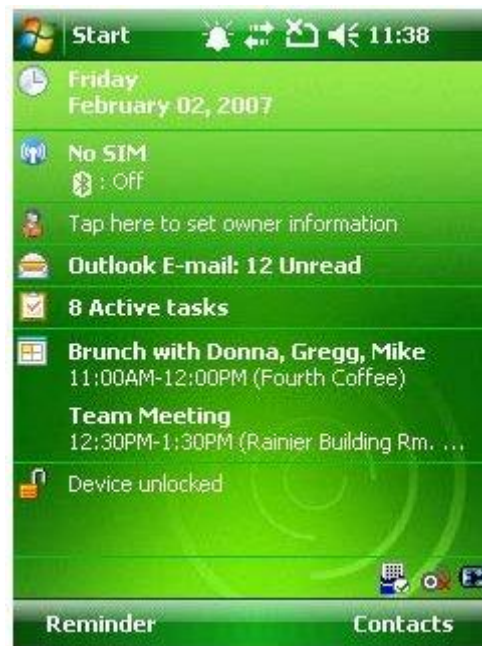 Start 11:38
Friday
February 02, 2007
No SIM
: Off
Tap here to set owner information
Outlook E-mail: 12 Unread
8 Active tasks
Brunch with Donna, Gregg, Mike
11:00AM-12:00PM (Fourth Coffee)
Team Meeting
12:30PM-1:30PM (Rainier Building Rm. ...
Device unlocked
Reminder Contacts